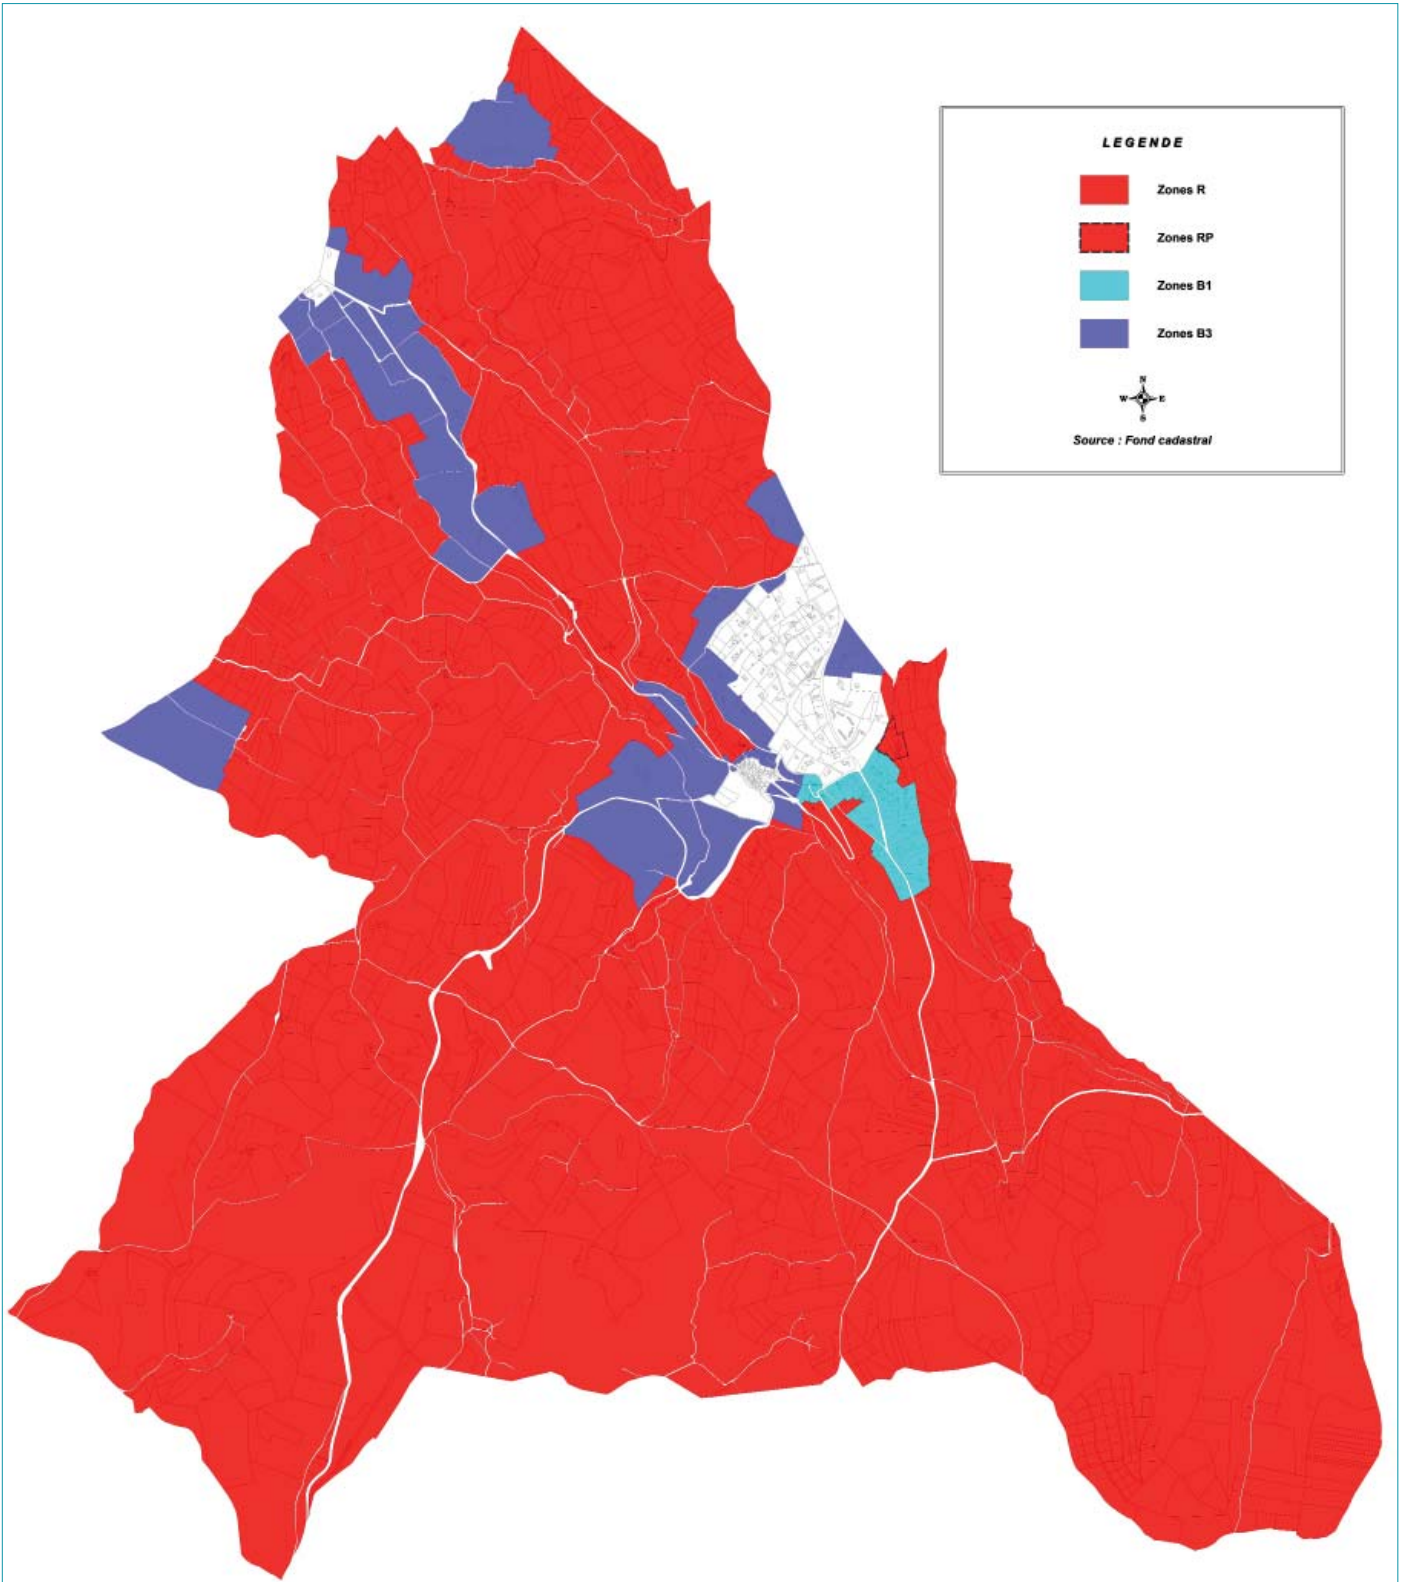 LEGENDE
Zones R
Zones RP
Zones B1
Zones B3
N
W E
S
Source : Fond cadastral